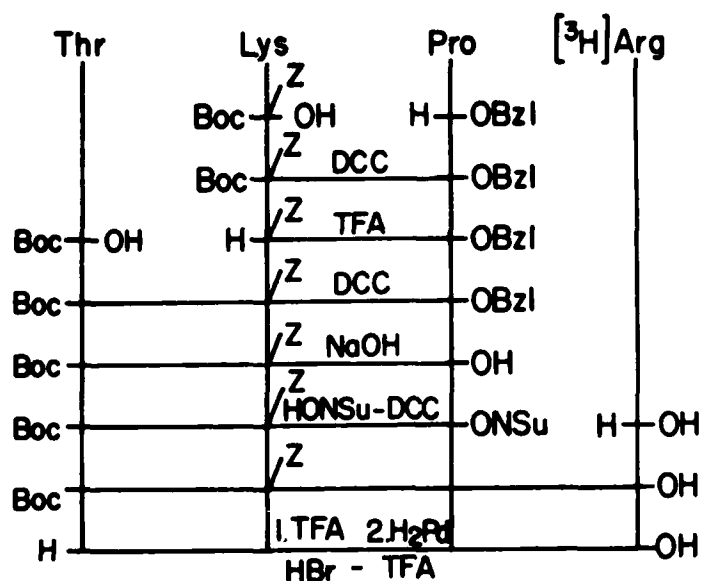 Thr Lys Pro [³H]Arg
Z
Boc OH H OBzl
Z
Boc DCC OBzl
Z
Boc OH H TFA OBzl
Z
Boc DCC OBzl
Z
Boc NaOH OH
Z
Boc HONSu-DCC ONSu H OH
Z
Boc OH
H 1.TFA 2.H₂Pd OH
HBr - TFA